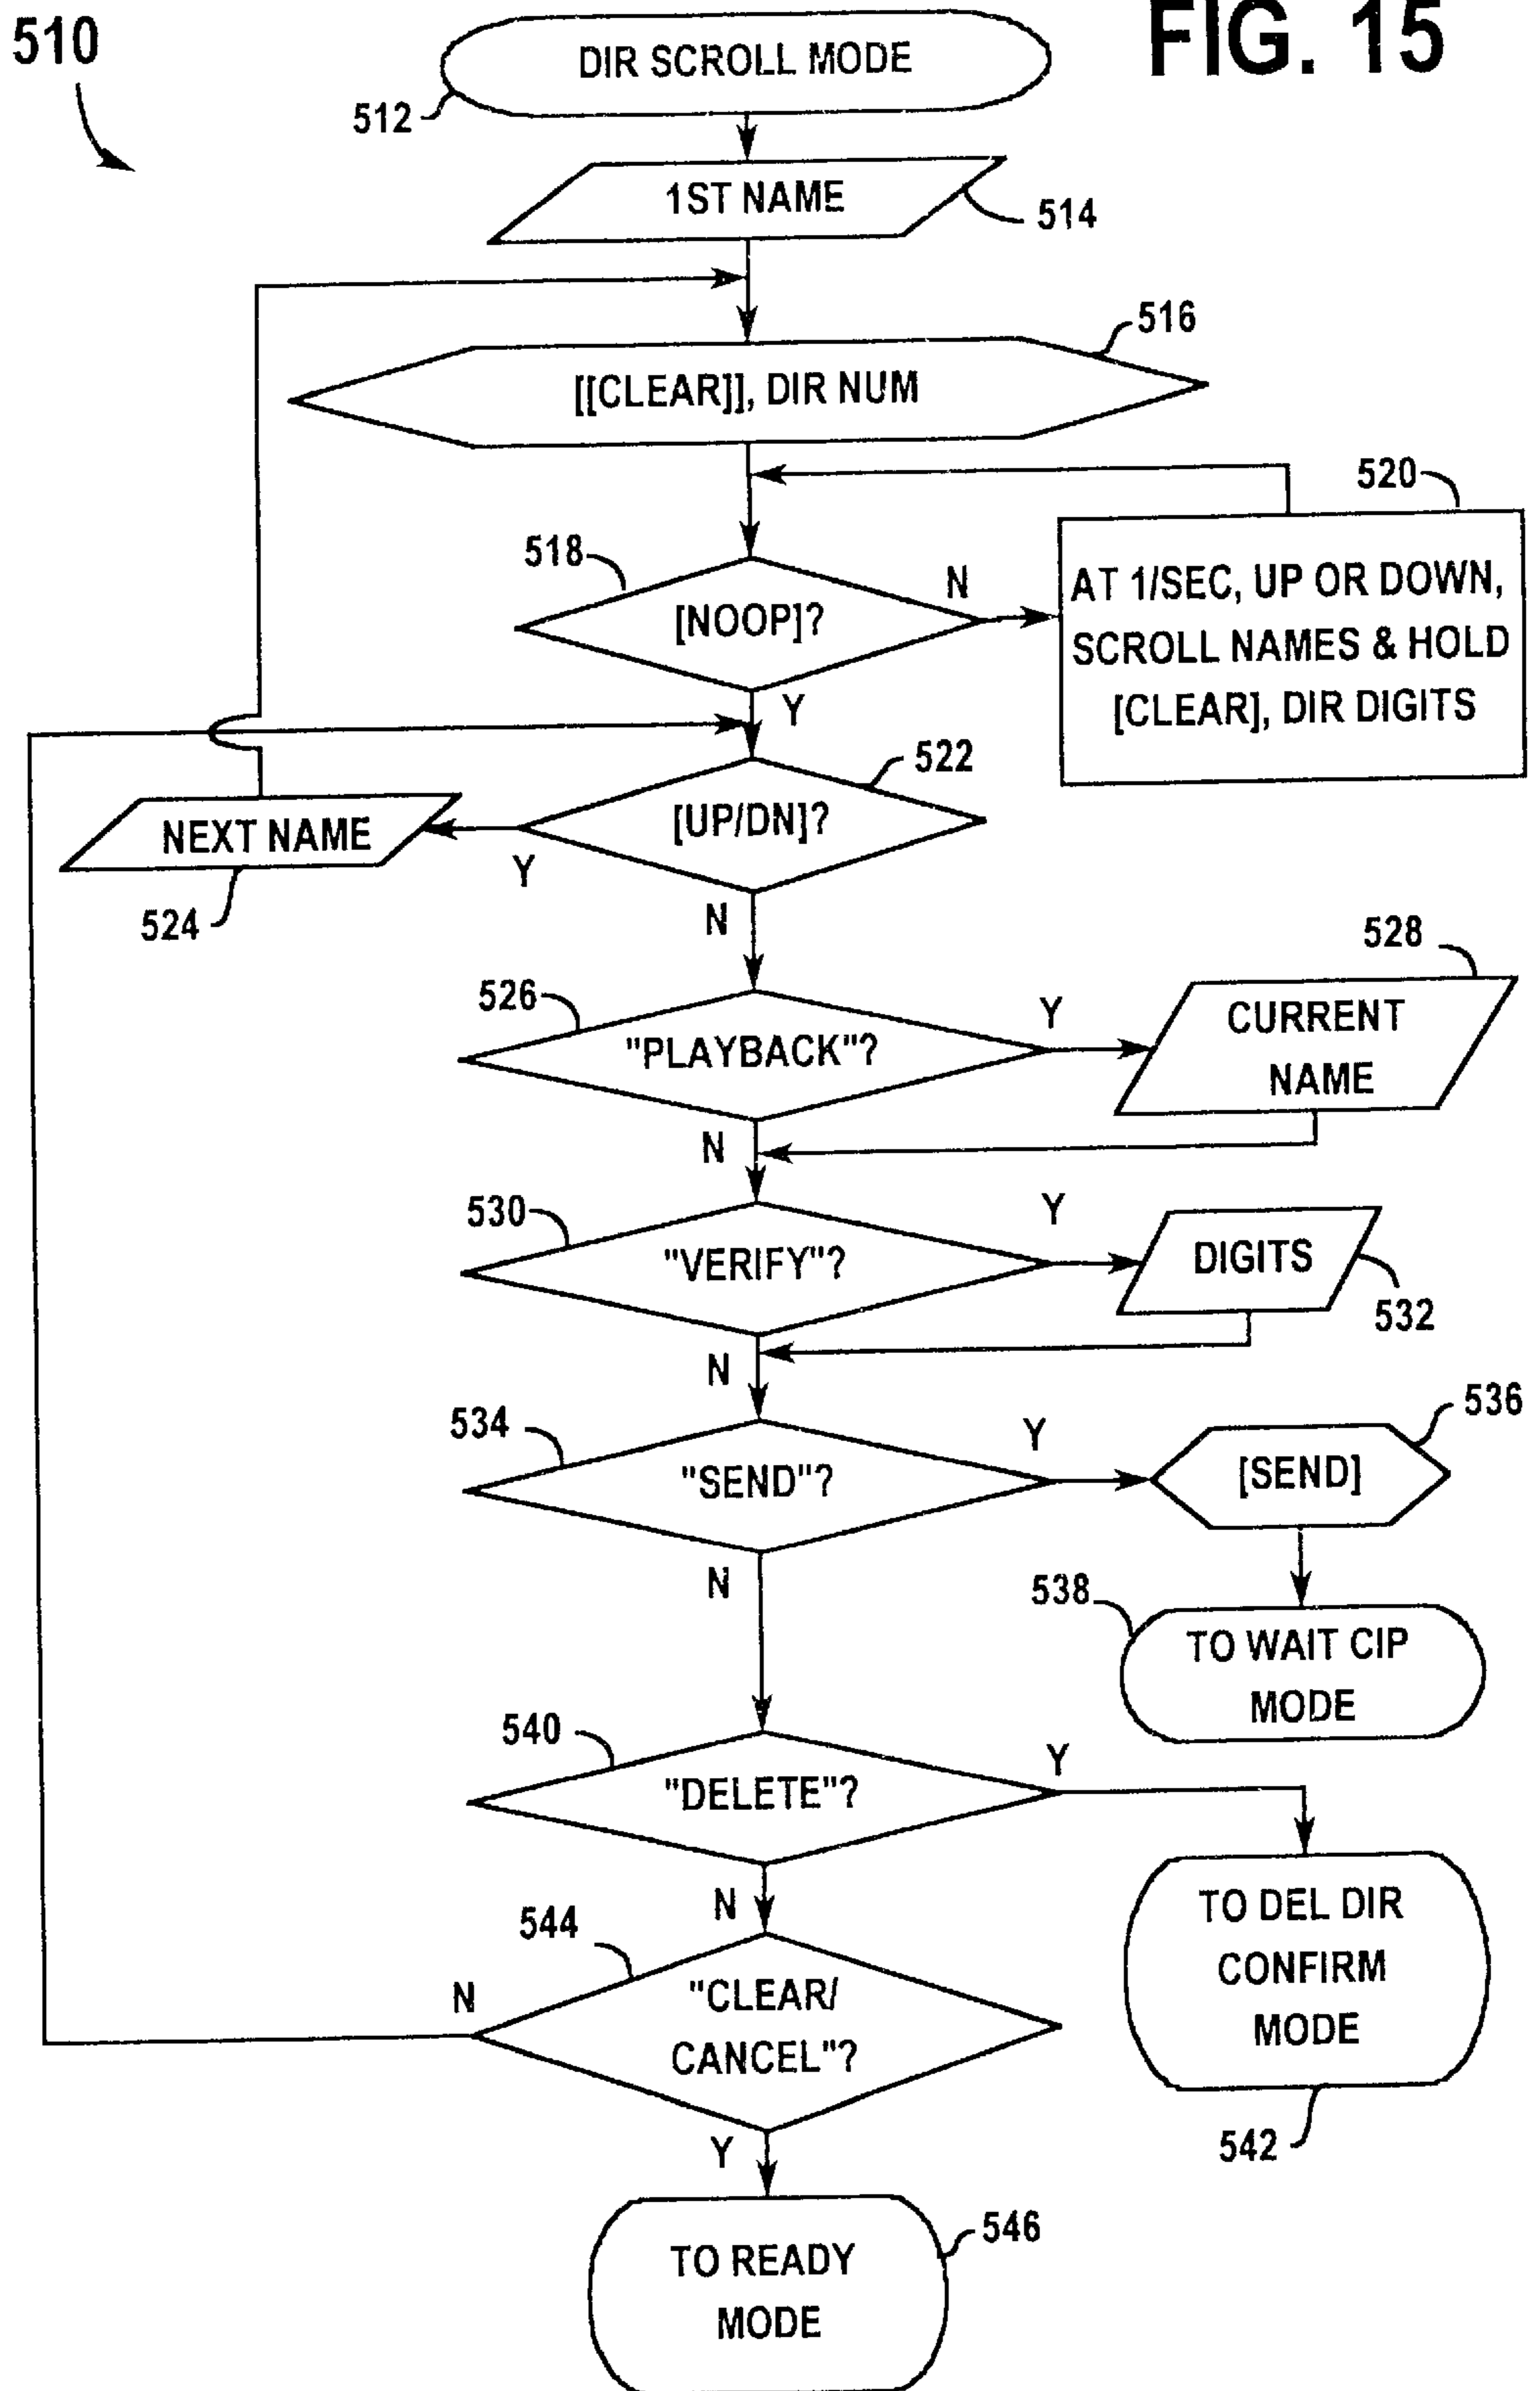 FIG. 15
510
DIR SCROLL MODE
512
1ST NAME
514
516
[[CLEAR]], DIR NUM
520
518
[NOOP]?
N
AT 1/SEC, UP OR DOWN,
SCROLL NAMES & HOLD
[CLEAR], DIR DIGITS
Y
522
[UP/DN]?
NEXT NAME
Y
524
N
528
526
"PLAYBACK"?
Y
CURRENT
NAME
N
530
"VERIFY"?
Y
DIGITS
532
N
534
"SEND"?
Y
536
[SEND]
N
538
TO WAIT CIP
MODE
540
"DELETE"?
Y
N
TO DEL DIR
CONFIRM
MODE
542
544
"CLEAR/
CANCEL"?
N
Y
546
TO READY
MODE